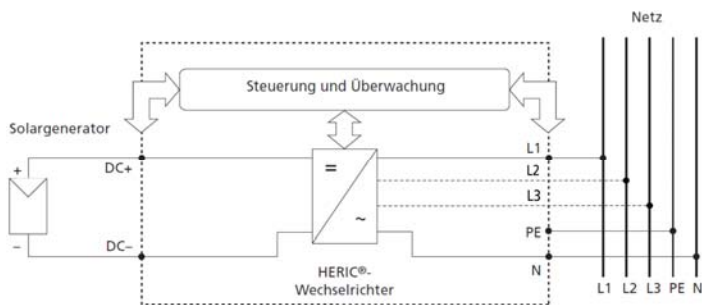 Netz
Steuerung und Überwachung
Solargenerator
L1
+
DC+
=
L2
L3
~
PE
–
DC–
N
HERIC®-
Wechselrichter
L1 L2 L3 PE N